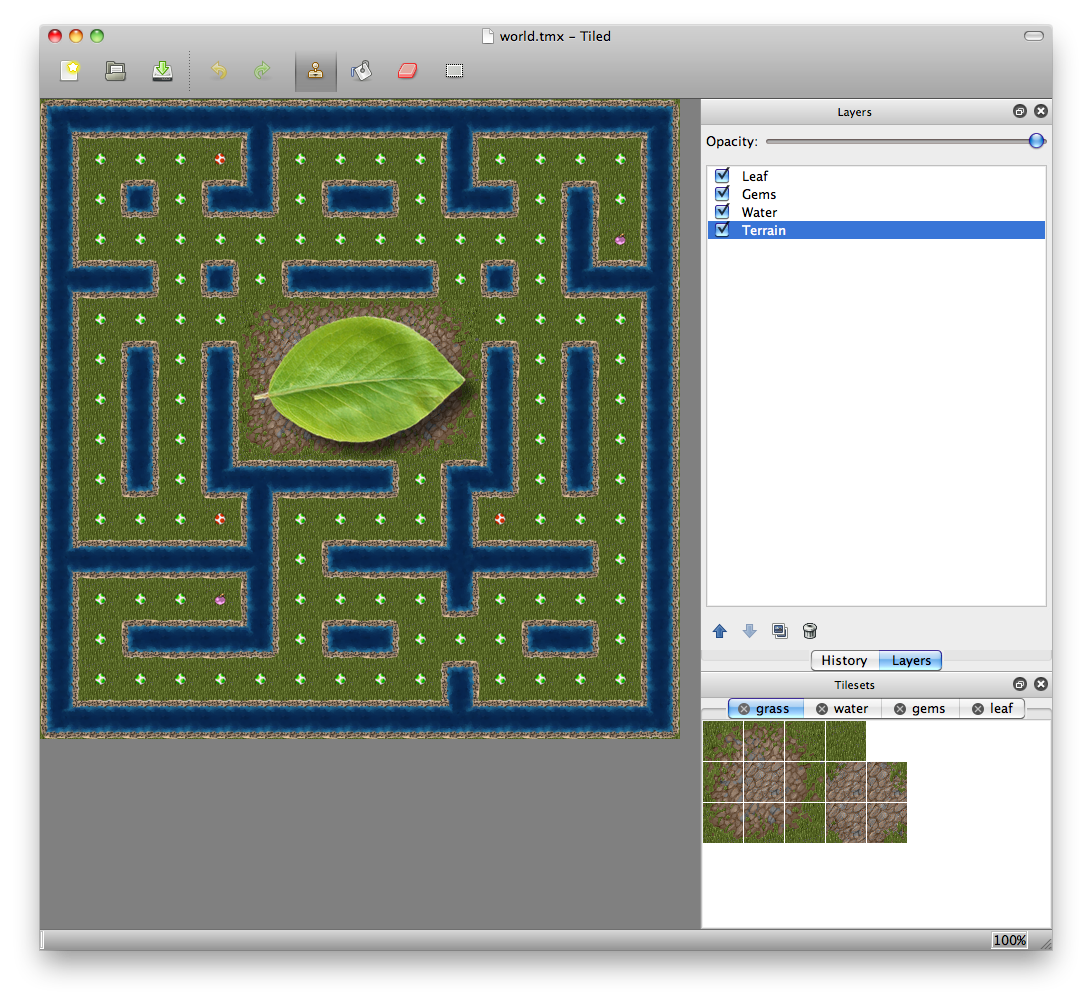 world.tmx – Tiled
Layers
Opacity:
Leaf
Gems
Water
Terrain
History Layers
Tilesets
grass water gems leaf
100%